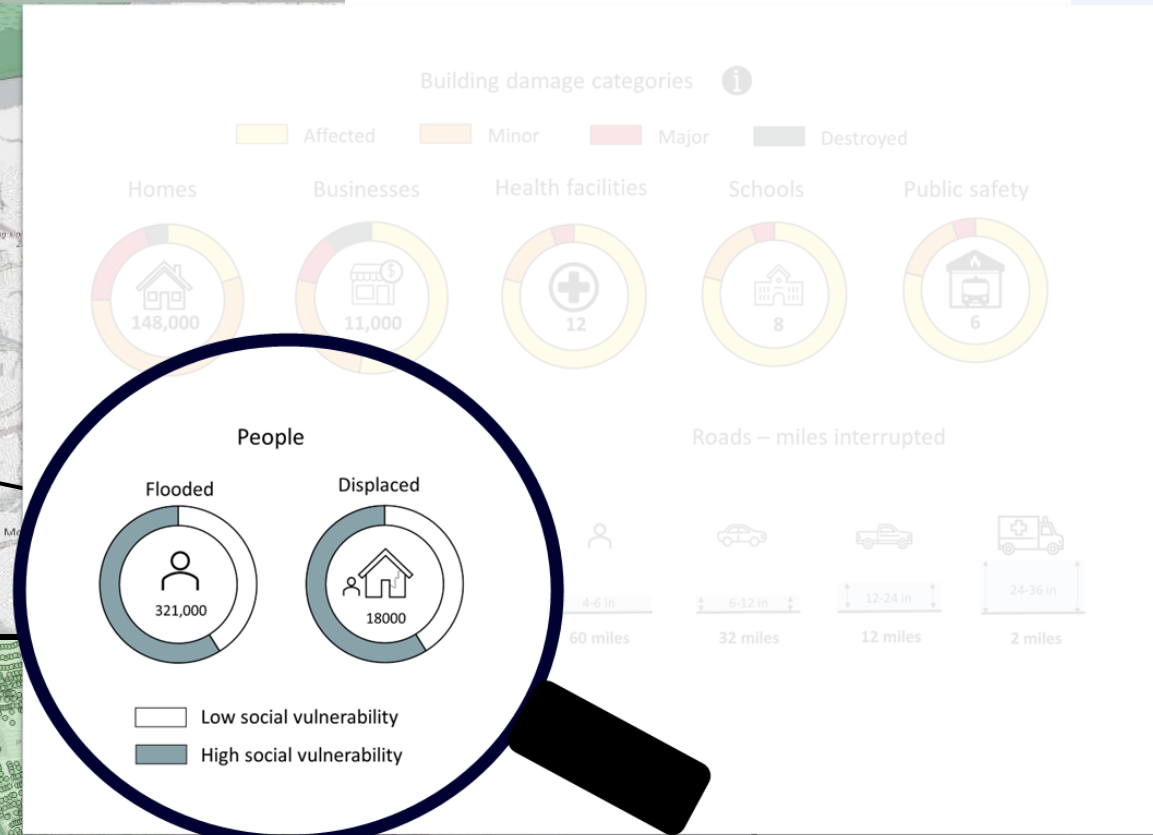 Building damage categories
Affected Minor Major Destroyed
Homes Businesses Health facilities Schools Public safety
148,000 11,000 12 8 6
People
Roads – miles interrupted
Flooded Displaced
321,000 18000
4-6 in 6-12 in 12-24 in 24-36 in
60 miles 32 miles 12 miles 2 miles
Low social vulnerability
High social vulnerability